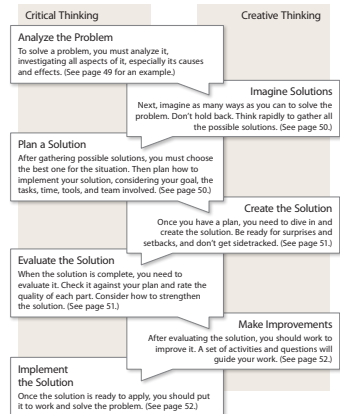 Critical Thinking
Creative Thinking
Analyze the Problem
To solve a problem, you must analyze it,
investigating all aspects of it, especially its causes
and effects. (See page 49 for an example.)
Imagine Solutions
Next, imagine as many ways as you can to solve the
problem. Don't hold back. Think rapidly to gather all
the possible solutions. (See page 50.)
Plan a Solution
After gathering possible solutions, you must choose
the best one for the situation. Then plan how to
implement your solution, considering your goal, the
tasks, time, tools, and team involved. (See page 50.)
Create the Solution
Once you have a plan, you need to dive in and
create the solution. Be ready for surprises and
setbacks, and don't get sidetracked. (See page 51.)
Evaluate the Solution
When the solution is complete, you need to
evaluate it. Check it against your plan and rate the
quality of each part. Consider how to strengthen
the solution. (See page 51.)
Make Improvements
After evaluating the solution, you should work to
improve it. A set of activities and questions will
guide your work. (See page 52.)
Implement
the Solution
Once the solution is ready to apply, you should put
it to work and solve the problem. (See page 52.)